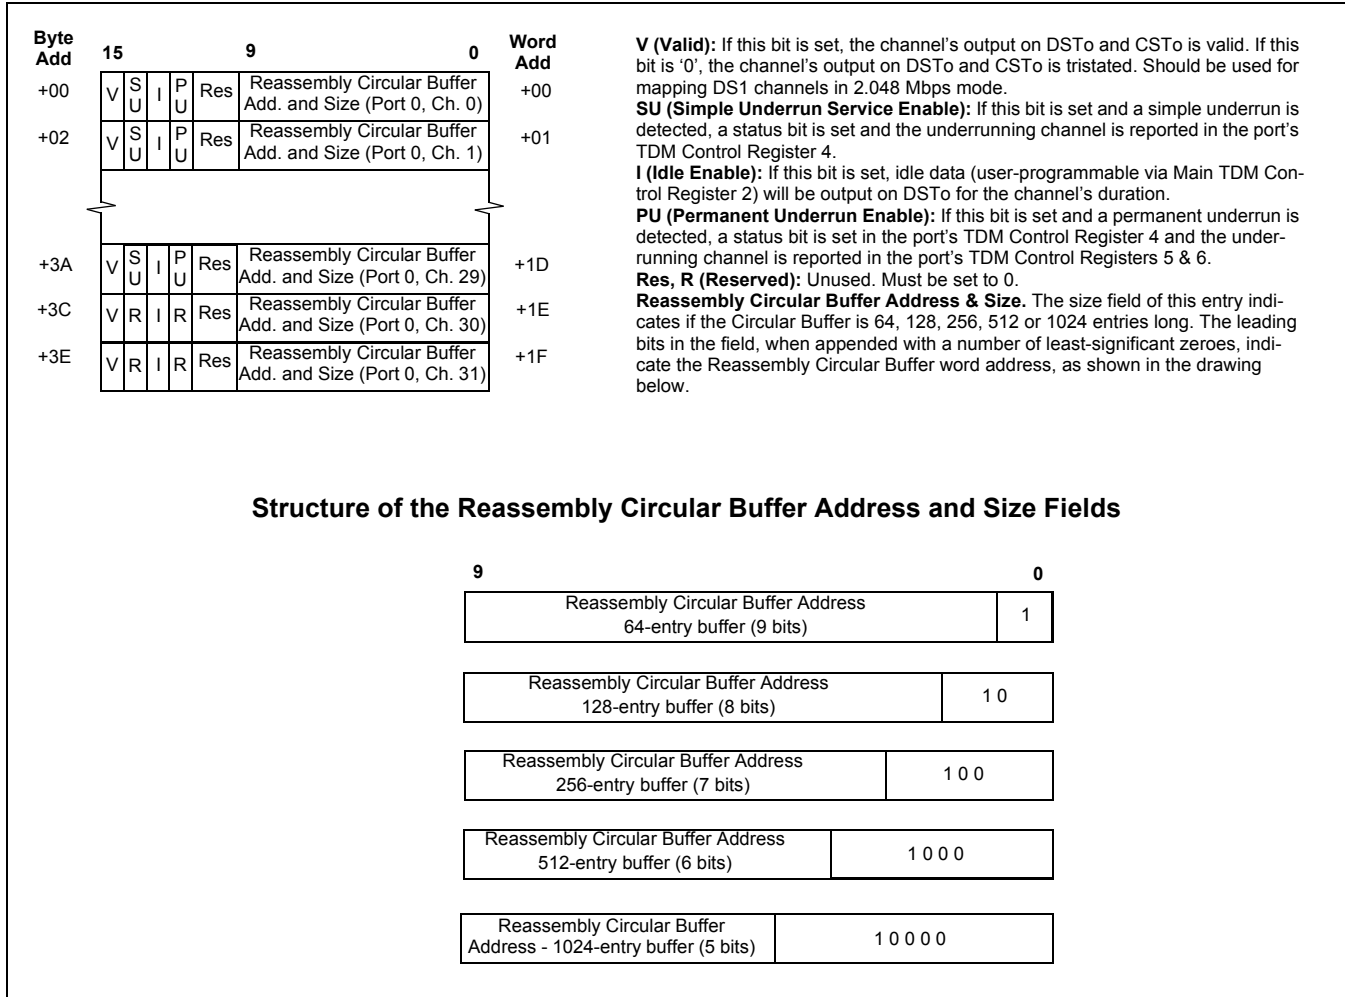 Byte Add 15 9 0 Word Add
+00 V SU I PU Res Reassembly Circular Buffer Add. and Size (Port 0, Ch. 0) +00
+02 V SU I PU Res Reassembly Circular Buffer Add. and Size (Port 0, Ch. 1) +01
+3A V SU I PU Res Reassembly Circular Buffer Add. and Size (Port 0, Ch. 29) +1D
+3C V R I R Res Reassembly Circular Buffer Add. and Size (Port 0, Ch. 30) +1E
+3E V R I R Res Reassembly Circular Buffer Add. and Size (Port 0, Ch. 31) +1F
V (Valid): If this bit is set, the channel's output on DSTo and CSTo is valid. If this
bit is '0', the channel's output on DSTo and CSTo is tristated. Should be used for
mapping DS1 channels in 2.048 Mbps mode.
SU (Simple Underrun Service Enable): If this bit is set and a simple underrun is
detected, a status bit is set and the underrunning channel is reported in the port's
TDM Control Register 4.
I (Idle Enable): If this bit is set, idle data (user-programmable via Main TDM Con-
trol Register 2) will be output on DSTo for the channel's duration.
PU (Permanent Underrun Enable): If this bit is set and a permanent underrun is
detected, a status bit is set in the port's TDM Control Register 4 and the under-
running channel is reported in the port's TDM Control Registers 5 & 6.
Res, R (Reserved): Unused. Must be set to 0.
Reassembly Circular Buffer Address & Size. The size field of this entry indi-
cates if the Circular Buffer is 64, 128, 256, 512 or 1024 entries long. The leading
bits in the field, when appended with a number of least-significant zeroes, indi-
cate the Reassembly Circular Buffer word address, as shown in the drawing
below.
Structure of the Reassembly Circular Buffer Address and Size Fields
9 0
Reassembly Circular Buffer Address
64-entry buffer (9 bits)
1
Reassembly Circular Buffer Address
128-entry buffer (8 bits)
1 0
Reassembly Circular Buffer Address
256-entry buffer (7 bits)
1 0 0
Reassembly Circular Buffer Address
512-entry buffer (6 bits)
1 0 0 0
Reassembly Circular Buffer
Address - 1024-entry buffer (5 bits)
1 0 0 0 0